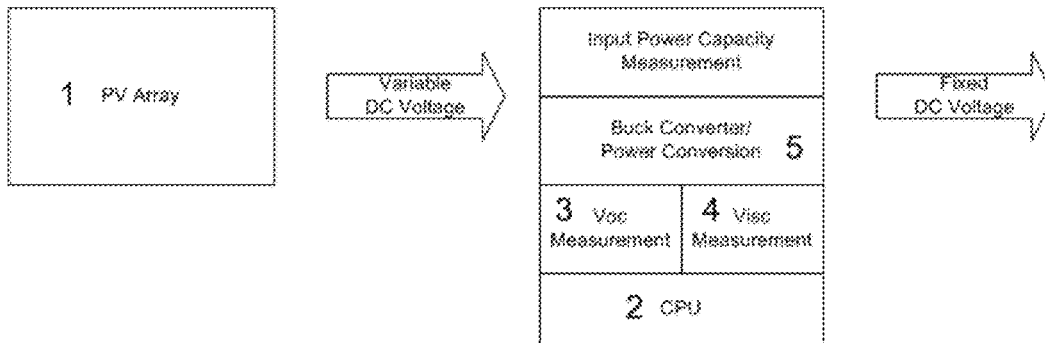 1 PV Array
Variable
DC Voltage
Input Power Capacity
Measurement
Buck Converter/
Power Conversion 5
3 Voc
Measurement
4 Visc
Measurement
2 CPU
Fixed
DC Voltage